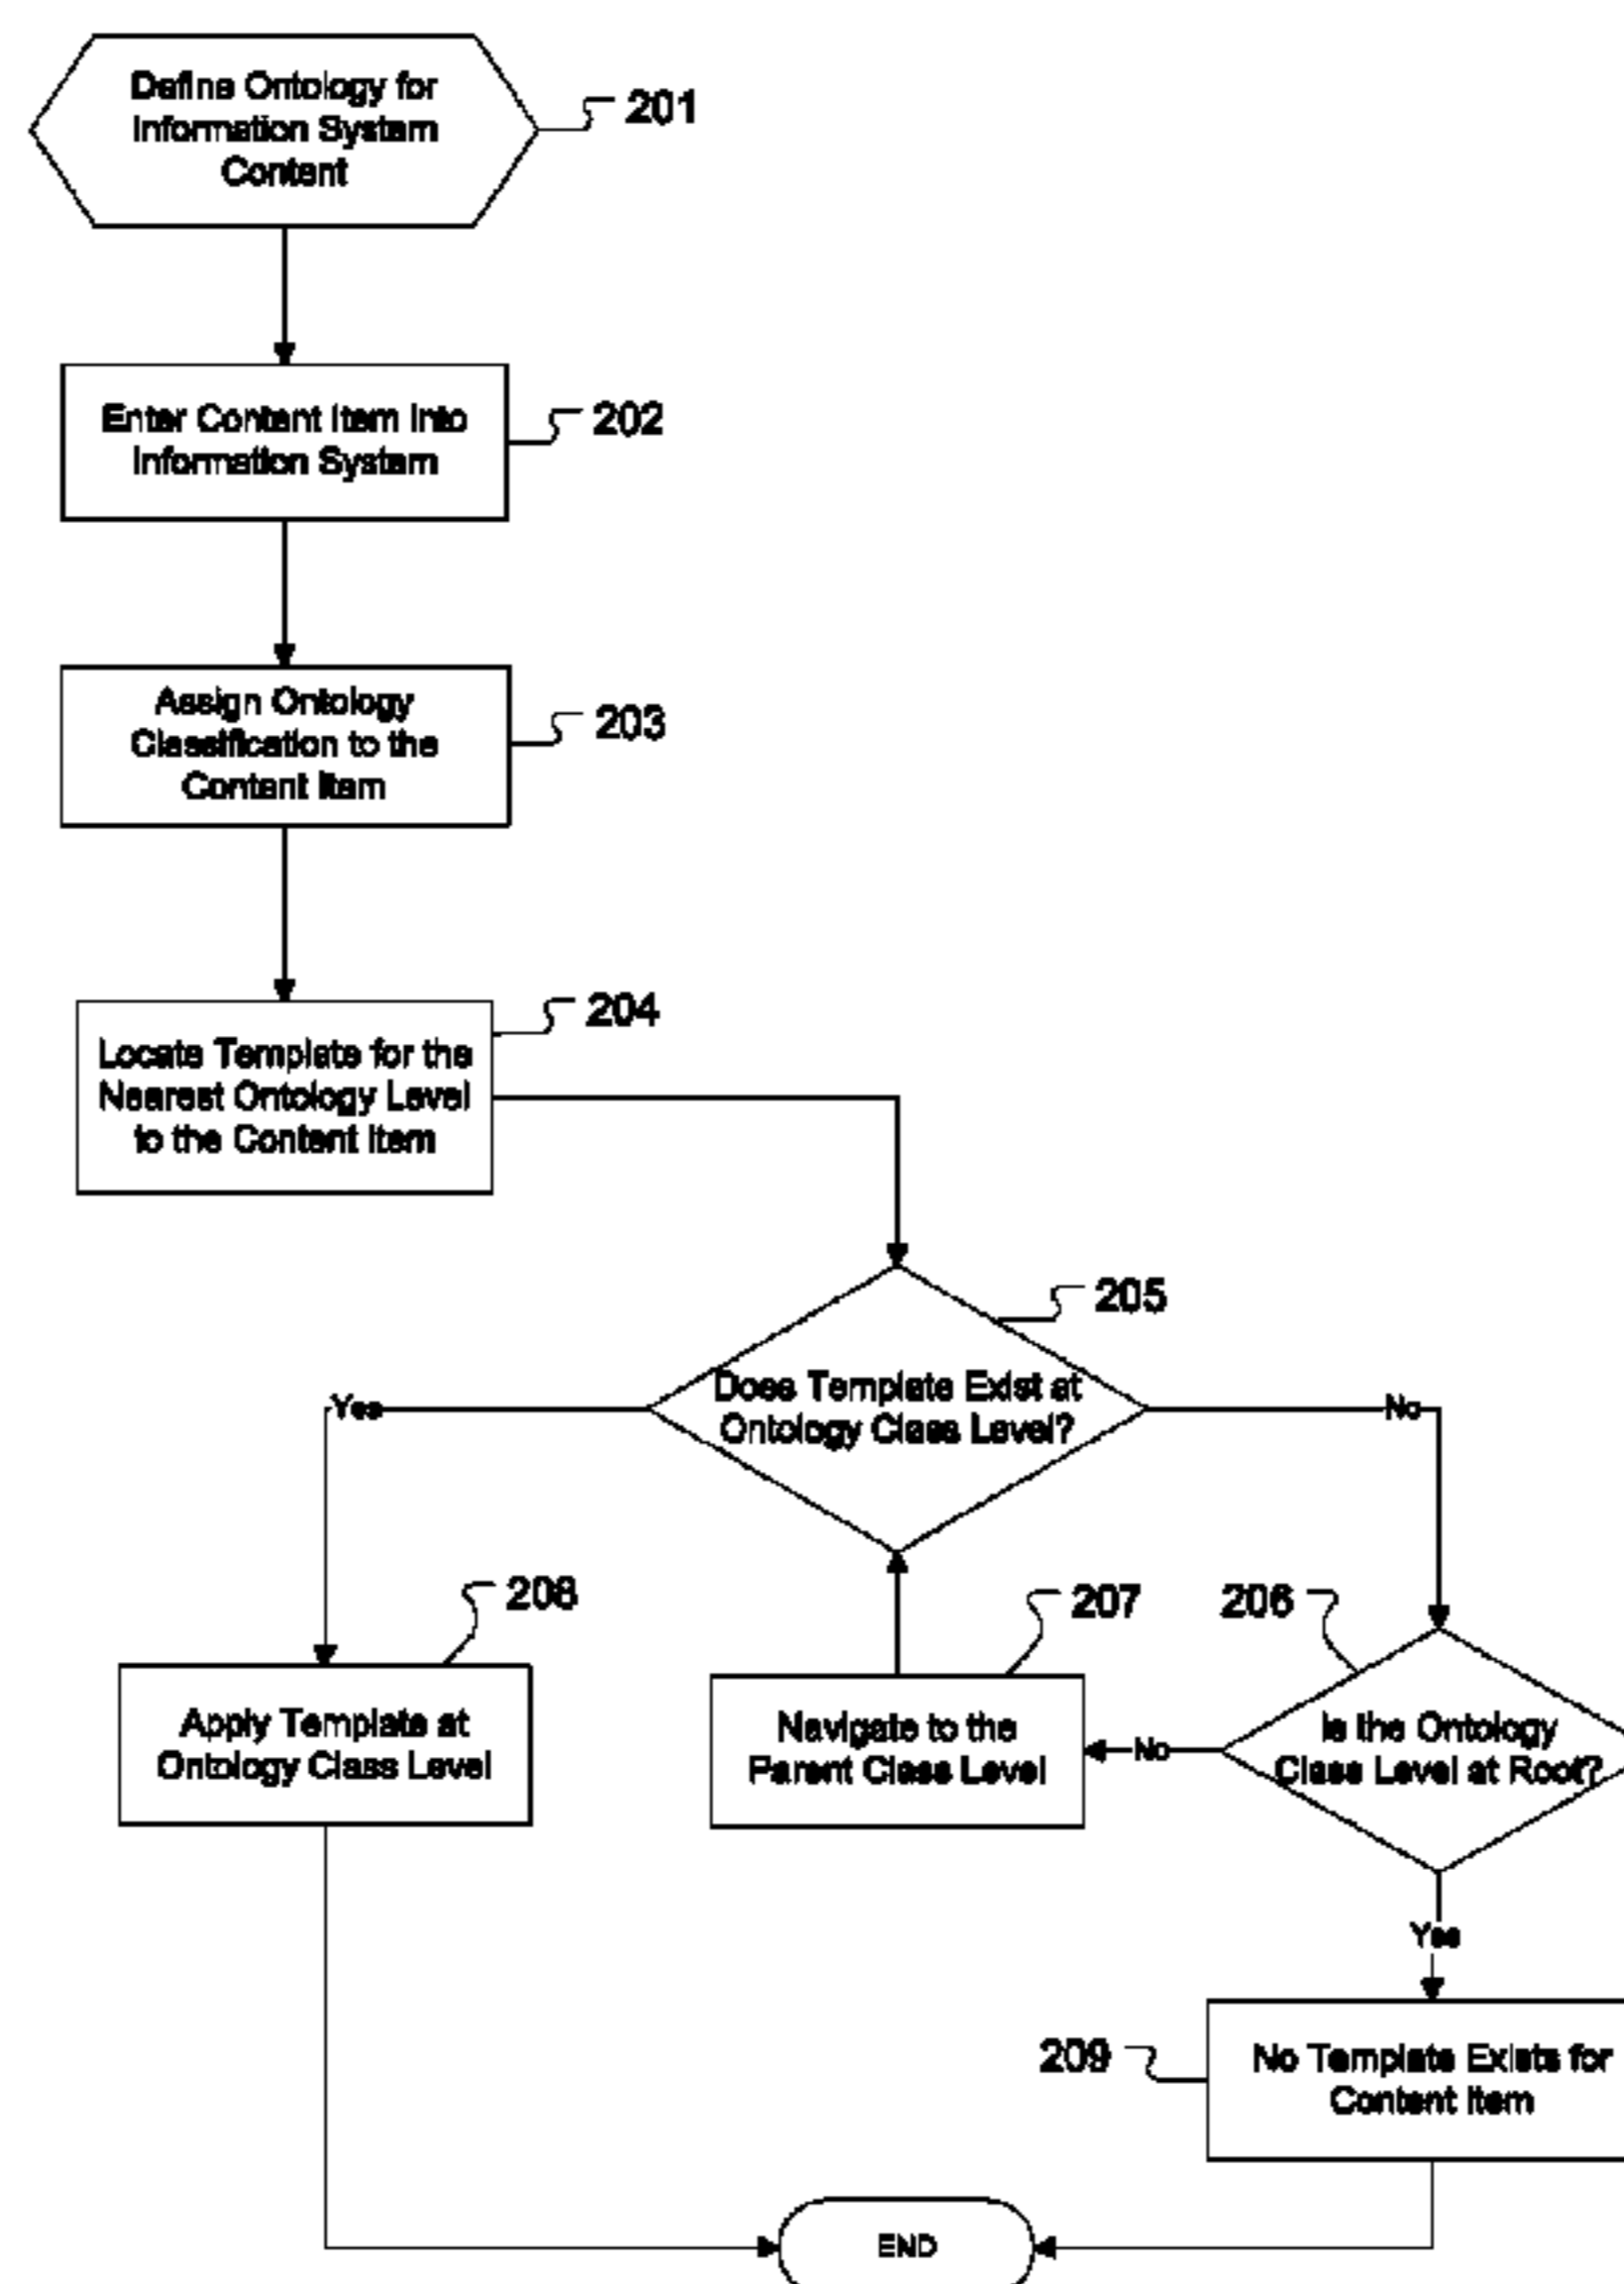 Define Ontology for
Information System
Content
201
Enter Content Item Into
Information System
202
Assign Ontology
Classification to the
Content Item
203
Locate Template for the
Nearest Ontology Level
to the Content Item
204
205
Does Template Exist at
Ontology Class Level?
Yes
No
208
Apply Template at
Ontology Class Level
207
Navigate to the
Parent Class Level
206
Is the Ontology
Class Level at Root?
No
Yes
209
No Template Exists for
Content Item
END